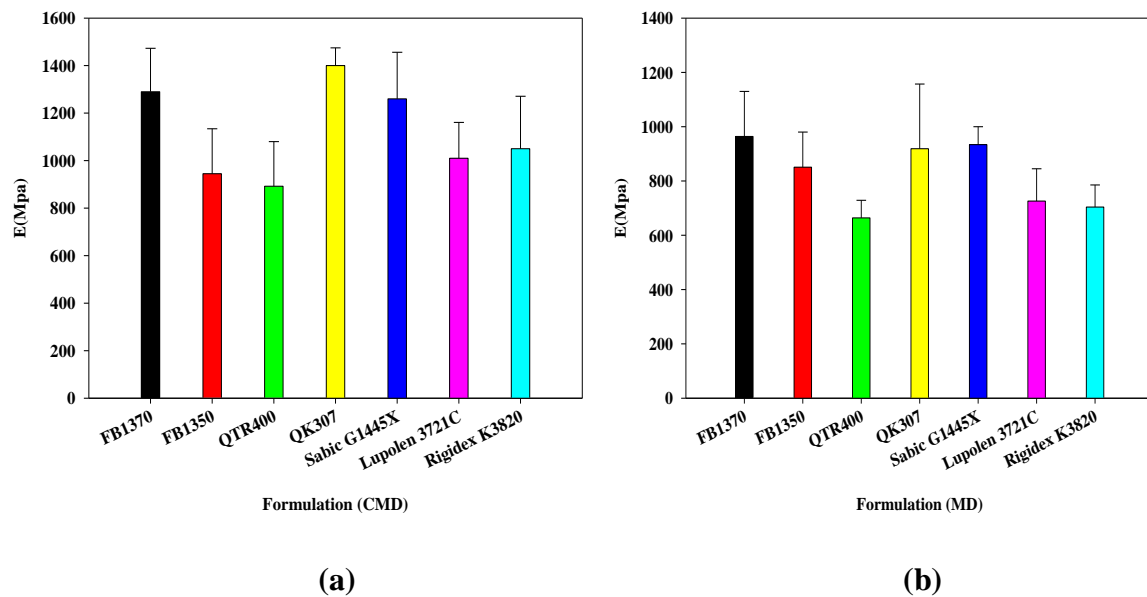 1600
1400
1200
1000
800
600
400
200
0
E(Mpa)
FB1370
FB1350
QTR400
QK307
Sabic G1445X
Lupolen 3721C
Rigidex K3820
Formulation (CMD)
(a)
1400
1200
1000
800
600
400
200
0
E(Mpa)
FB1370
FB1350
QTR400
QK307
Sabic G1445X
Lupolen 3721C
Rigidex K3820
Formulation (MD)
(b)